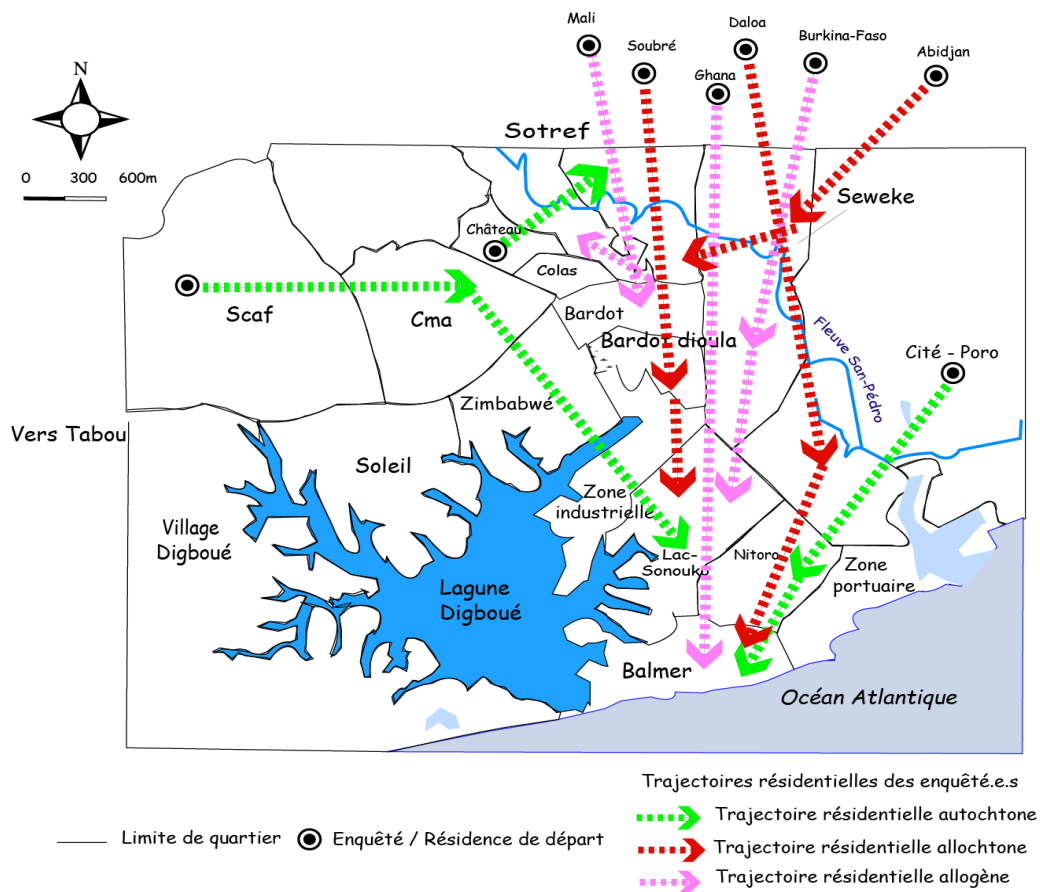 Mali
Daloa
Soubré
Burkina-Faso
Abidjan
Ghana
N
0 300 600m
Sotref
Seweke
Château
Colas
Scaf
Cma
Bardot
Bardot dioula
Fleuve San-Pédro
Cité - Poro
Zimbabwé
Vers Tabou
Soleil
Zone
industrielle
Village
Digboué
Lac-
Sonouko
Nitoro
Zone
portuaire
Lagune
Digboué
Balmer
Océan Atlantique
Trajectoires résidentielles des enquêté.e.s
Limite de quartier
Enquêté / Résidence de départ
Trajectoire résidentielle autochtone
Trajectoire résidentielle allochtone
Trajectoire résidentielle allogène